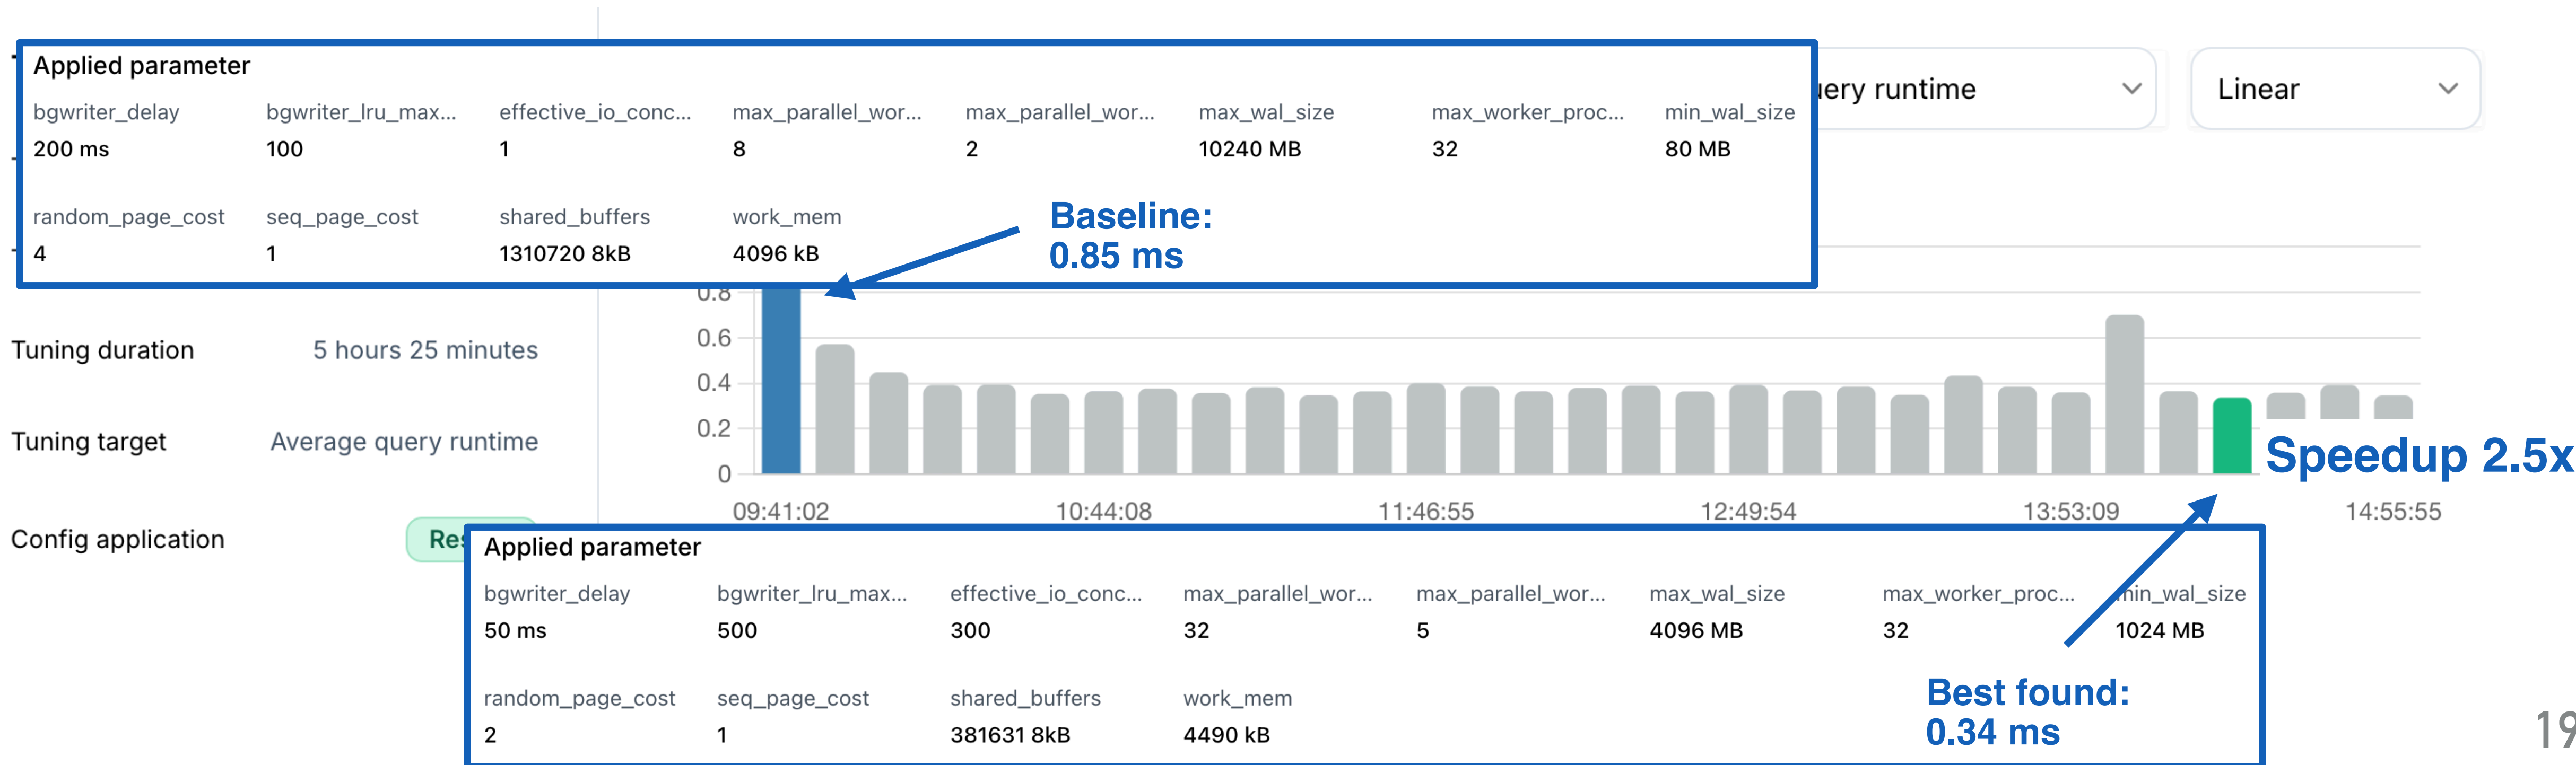 Applied parameter
bgwriter_delay bgwriter_lru_max... effective_io_conc... max_parallel_wor... max_parallel_wor... max_wal_size max_worker_proc... min_wal_size
200 ms 100 1 8 2 10240 MB 32 80 MB
random_page_cost seq_page_cost shared_buffers work_mem
4 1 1310720 8kB 4096 kB
Baseline:
0.85 ms
runtime
Linear
0.8
0.6
0.4
0.2
0
Tuning duration 5 hours 25 minutes
Tuning target Average query runtime
Config application
Speedup 2.5x
09:41:02 10:44:08 11:46:55 12:49:54 13:53:09 14:55:55
Applied parameter
bgwriter_delay bgwriter_lru_max... effective_io_conc... max_parallel_wor... max_parallel_wor... max_wal_size max_worker_proc... min_wal_size
50 ms 500 300 32 5 4096 MB 32 1024 MB
random_page_cost seq_page_cost shared_buffers work_mem
2 1 381631 8kB 4490 kB
Best found:
0.34 ms
19